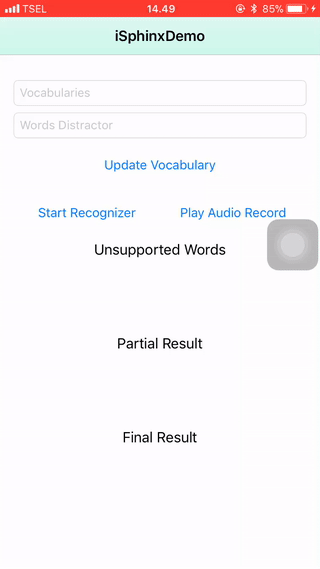 TSEL 14.49 85%
iSphinxDemo
Vocabularies
Words Distractor
Update Vocabulary
Start Recognizer Play Audio Record
Unsupported Words
Partial Result
Final Result